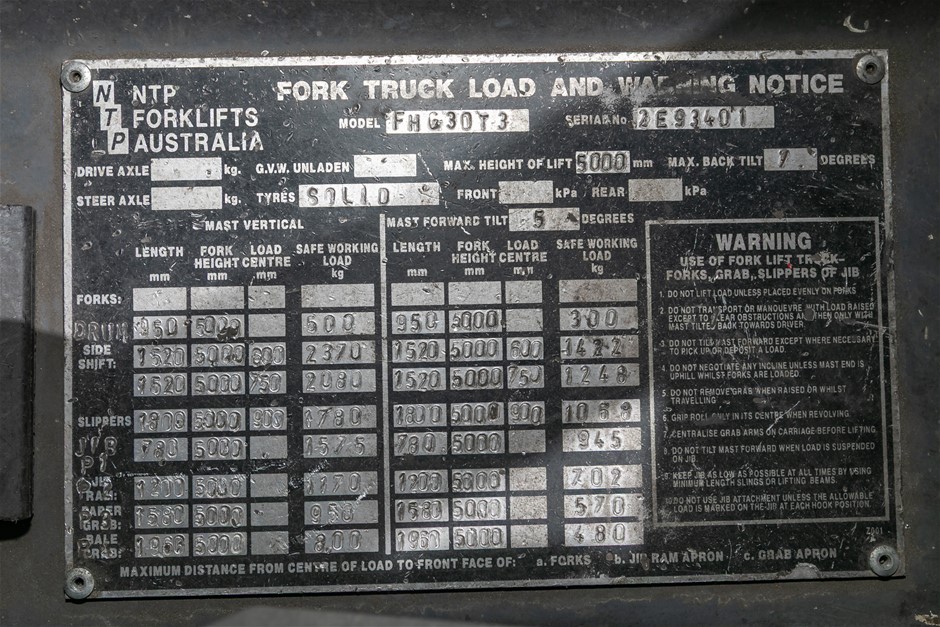 NTP
FORKLIFTS
AUSTRALIA
FORK TRUCK LOAD AND WARNING NOTICE
MODEL FHG30T3 SERIAL No. 2E93401
DRIVE AXLE kg. G.V.W. UNLADEN MAX. HEIGHT OF LIFT 5000 mm MAX. BACK TILT DEGREES
STEER AXLE kg. TYRES SOLID FRONT kPa / REAR kPa
MAST VERTICAL MAST FORWARD TILT 5 DEGREES
LENGTH mm FORK HEIGHT mm LOAD CENTRE mm SAFE WORKING LOAD kg LENGTH mm FORK HEIGHT mm LOAD CENTRE mm SAFE WORKING LOAD kg
FORKS:
DRUM 950 5000 500 950 5000 300
SIDE SHIFT: 1520 5000 600 2370 1520 5000 600 1422
1520 5000 750 2080 1520 5000 750 1248
SLIPPERS 1800 5000 900 1780 1800 5000 900 1068
JIB 780 5000 1575 780 5000 945
P1
JIB RAM: 1300 5000 1170 5000 702
PAPER GRAB: 1560 5000 950 1560 5000 570
BALE GRAB: 5000 800 5000 480
MAXIMUM DISTANCE FROM CENTRE OF LOAD TO FRONT FACE OF: a. FORKS b. JIB RAM APRON c. GRAB APRON
WARNING
USE OF FORK LIFT TRUCK-
FORKS, GRAB, SLIPPERS OF JIB
1. DO NOT LIFT LOAD UNLESS PLACED EVENLY ON FORKS
2. DO NOT TRANSPORT OR MANOEUVRE WITH LOAD RAISED
EXCEPT TO CLEAR OBSTRUCTIONS AND THEN ONLY WITH
MAST TILTED BACK TOWARDS DRIVER.
3. DO NOT TILT MAST FORWARD EXCEPT WHERE NECESSARY
TO PICK UP OR DEPOSIT A LOAD.
4. DO NOT NEGOTIATE ANY INCLINE UNLESS MAST END IS
UPHILL WHILST FORKS ARE LOADED
5. DO NOT REMOVE GRAB WHEN RAISED OR WHILST
TRAVELLING.
6. GRIP ROLL ONLY IN ITS CENTRE WHEN REVOLVING.
7. CENTRALISE GRAB ARMS ON CARRIAGE BEFORE LIFTING.
8. DO NOT TILT MAST FORWARD WHEN LOAD IS SUSPENDED
ON JIB.
9. KEEP JIB AS LOW AS POSSIBLE AT ALL TIMES BY USING
MINIMUM LENGTH SLINGS OR LIFTING BEAMS.
10. DO NOT USE JIB ATTACHMENT UNLESS THE ALLOWABLE
LOAD IS MARKED ON THE JIB AT EACH HOOK POSITION.